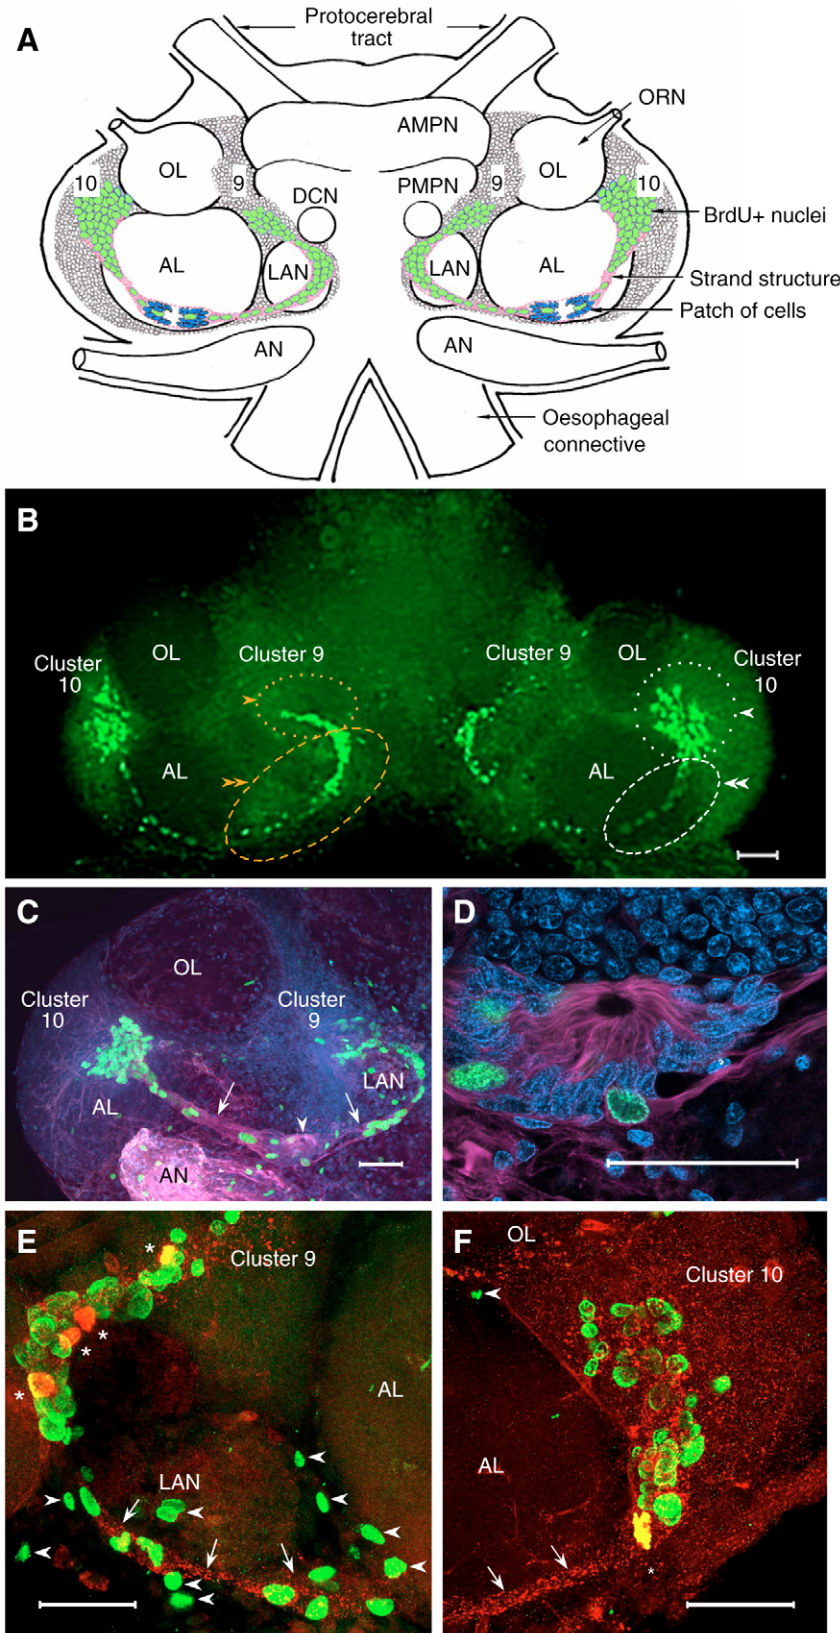 A
Protocerebral
tract
ORN
AMPN
OL
OL
10
9
9
10
DCN
PMPN
BrdU+ nuclei
AL
LAN
LAN
AL
Strand structure
Patch of cells
AN
AN
Oesophageal
connective
B
Cluster
10
OL
Cluster 9
Cluster 9
OL
Cluster
10
AL
AL
C
OL
Cluster
10
Cluster
9
LAN
AL
AN
D
E
*
Cluster 9
*
*
*
AL
LAN
F
OL
Cluster 10
AL
*